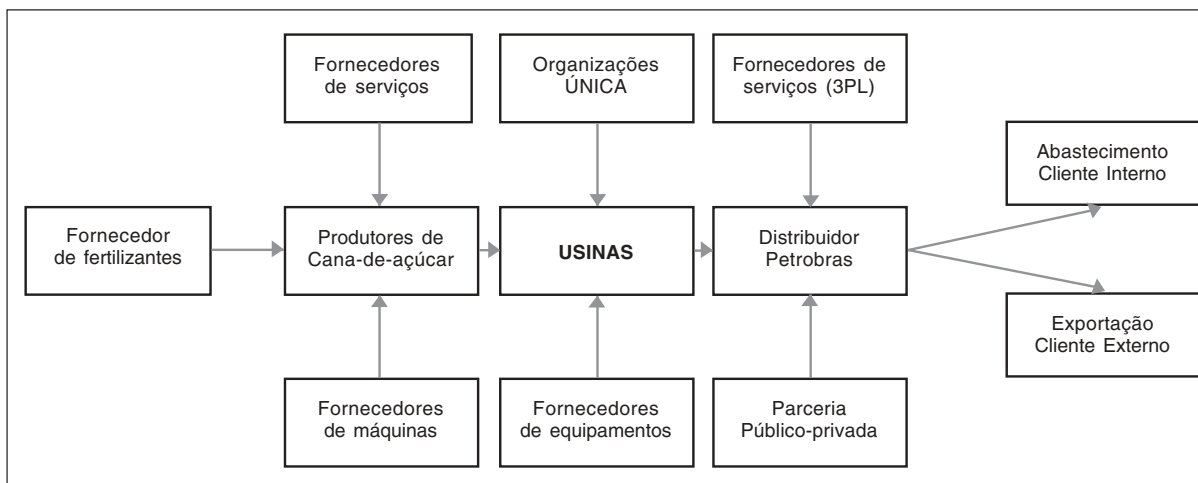 Fornecedores
de serviços
Organizações
ÚNICA
Fornecedores de
serviços (3PL)
Abastecimento
Cliente Interno
Fornecedor
de fertilizantes
Produtores de
Cana-de-açúcar
USINAS
Distribuidor
Petrobras
Exportação
Cliente Externo
Fornecedores
de máquinas
Fornecedores
de equipamentos
Parceria
Público-privada